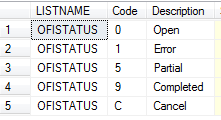 LISTNAME Code Description
1 OFISTATUS 0 Open
2 OFISTATUS 1 Error
3 OFISTATUS 5 Partial
4 OFISTATUS 9 Completed
5 OFISTATUS C Cancel